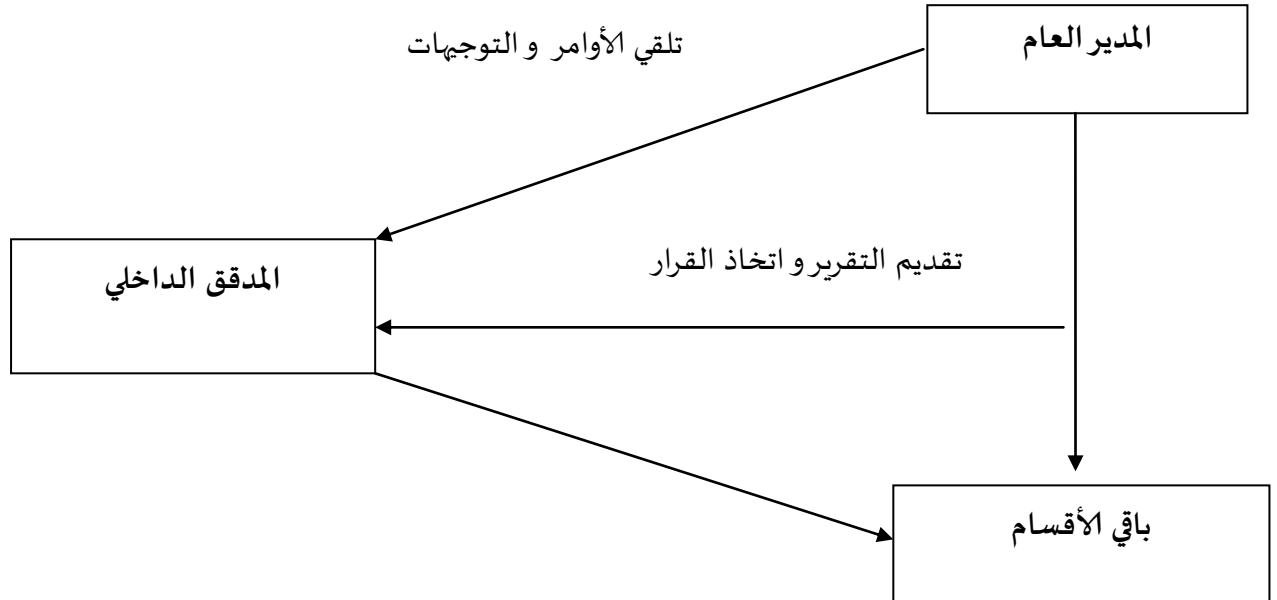 المدير العام
تلقي الأوامر و التوجيهات
تقديم التقرير و اتخاذ القرار
المدقق الداخلي
باقي الأقسام